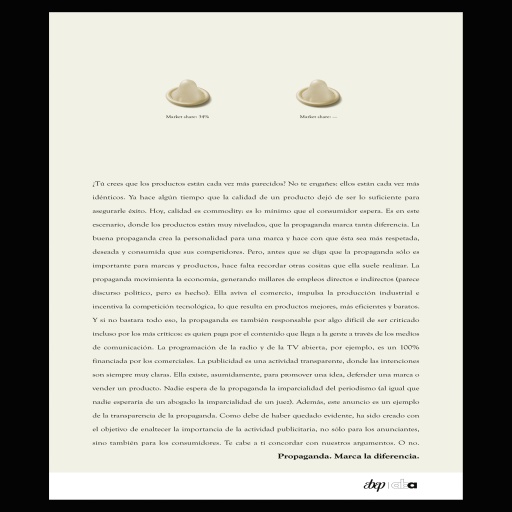 Market share: 34%
Market share: ...
¿Tú crees que los productos están cada vez más parecidos? No te engañes: ellos están cada vez más
idénticos. Ya hace algún tiempo que la calidad de un producto dejó de ser lo suficiente para
asegurarle éxito. Hoy, calidad es commodity: es lo mínimo que el consumidor espera. Es en este
escenario, donde los productos están muy nivelados, que la propaganda marca tanta diferencia. La
buena propaganda crea la personalidad para una marca y hace con que ésta sea más respetada,
deseada y consumida que sus competidores. Pero, antes que se diga que la propaganda sólo es
importante para marcas y productos, hace falta recordar otras cositas que ella suele realizar. La
propaganda movimienta la economía, generando millares de empleos directos e indirectos (parece
discurso político, pero es hecho). Ella aviva el comercio, impulsa la producción industrial e
incentiva la competición tecnológica, lo que resulta en productos mejores, más eficientes y baratos.
Y si no bastara todo eso, la propaganda es también responsable por algo difícil de ser criticado
incluso por los más críticos: es quien paga por el contenido que llega a la gente a través de los medios
de comunicación. La programación de la radio y de la TV abierta, por ejemplo, es un 100%
financiada por los comerciales. La publicidad es una actividad transparente, donde las intenciones
son siempre muy claras. Ella existe, asumidamente, para promover una idea, defender una marca o
vender un producto. Nadie espera de la propaganda la imparcialidad del periodismo (al igual que
nadie esperaría de un abogado la imparcialidad de un juez). Además, este anuncio es un ejemplo
de la transparencia de la propaganda. Como debe de haber quedado evidente, ha sido creado con
el objetivo de enaltecer la importancia de la actividad publicitaria, no sólo para los anunciantes,
sino también para los consumidores. Te cabe a ti concordar con nuestros argumentos. O no.
Propaganda. Marca la diferencia.